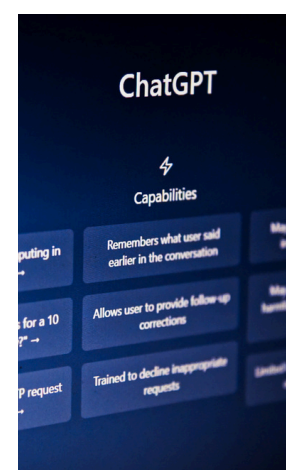 ChatGPT
Capabilities
puting in
→
Remembers what user said
earlier in the conversation
s for a 10
?" →
Allows user to provide follow-up
corrections
P request
→
Trained to decline inappropriate
requests
Limited